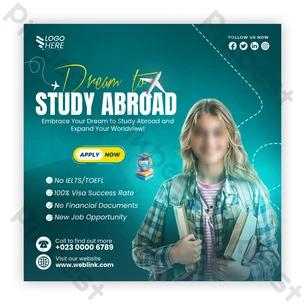 LOGO
HERE
FOLLOW US NOW
Dream to
STUDY ABROAD
Embrace Your Dream to Study Abroad and
Expand Your Worldview!
APPLY NOW
No IELTS/TOEFL
100% Visa Success Rate
No Financial Documents
New Job Opportunity
Call to find out more
+023 0000 6789
Visit our website
www.weblink.com